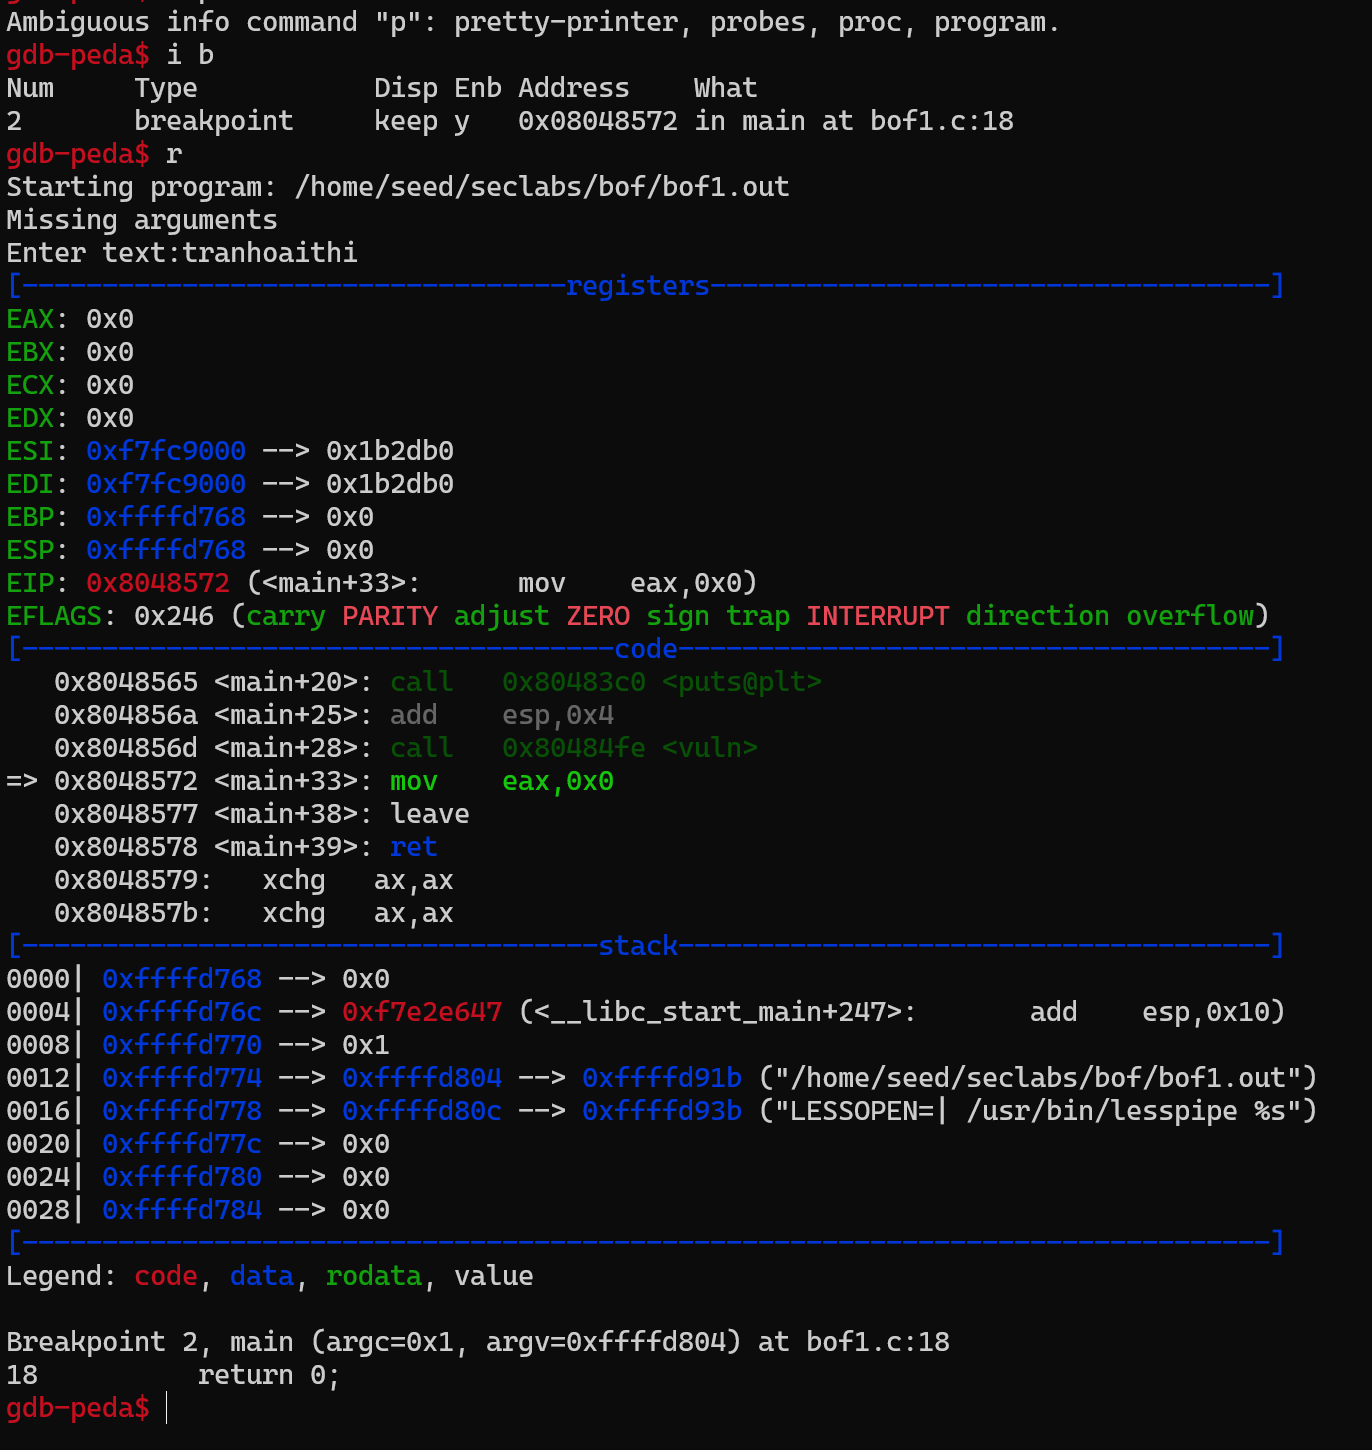 Ambiguous info command "p": pretty-printer, probes, proc, program.
gdb-peda$ i b
Num     Type           Disp Enb Address    What
2       breakpoint     keep y   0x08048572 in main at bof1.c:18
gdb-peda$ r
Starting program: /home/seed/seclabs/bof/bof1.out
Missing arguments
Enter text:tranhoaithi
[----------------------------------registers-----------------------------------]
EAX: 0x0
EBX: 0x0
ECX: 0x0
EDX: 0x0
ESI: 0xf7fc9000 --> 0x1b2db0
EDI: 0xf7fc9000 --> 0x1b2db0
EBP: 0xffffd768 --> 0x0
ESP: 0xffffd768 --> 0x0
EIP: 0x8048572 (<main+33>:      mov    eax,0x0)
EFLAGS: 0x246 (carry PARITY adjust ZERO sign trap INTERRUPT direction overflow)
[-------------------------------------code-------------------------------------]
   0x8048565 <main+20>: call   0x80483c0 <puts@plt>
   0x804856a <main+25>: add    esp,0x4
   0x804856d <main+28>: call   0x80484fe <vuln>
=> 0x8048572 <main+33>: mov    eax,0x0
   0x8048577 <main+38>: leave
   0x8048578 <main+39>: ret
   0x8048579:   xchg   ax,ax
   0x804857b:   xchg   ax,ax
[------------------------------------stack-------------------------------------]
0000| 0xffffd768 --> 0x0
0004| 0xffffd76c --> 0xf7e2e647 (<__libc_start_main+247>:       add    esp,0x10)
0008| 0xffffd770 --> 0x1
0012| 0xffffd774 --> 0xffffd804 --> 0xffffd91b ("/home/seed/seclabs/bof/bof1.out")
0016| 0xffffd778 --> 0xffffd80c --> 0xffffd93b ("LESSOPEN=| /usr/bin/lesspipe %s")
0020| 0xffffd77c --> 0x0
0024| 0xffffd780 --> 0x0
0028| 0xffffd784 --> 0x0
[------------------------------------------------------------------------------]
Legend: code, data, rodata, value
Breakpoint 2, main (argc=0x1, argv=0xffffd804) at bof1.c:18
18          return 0;
gdb-peda$